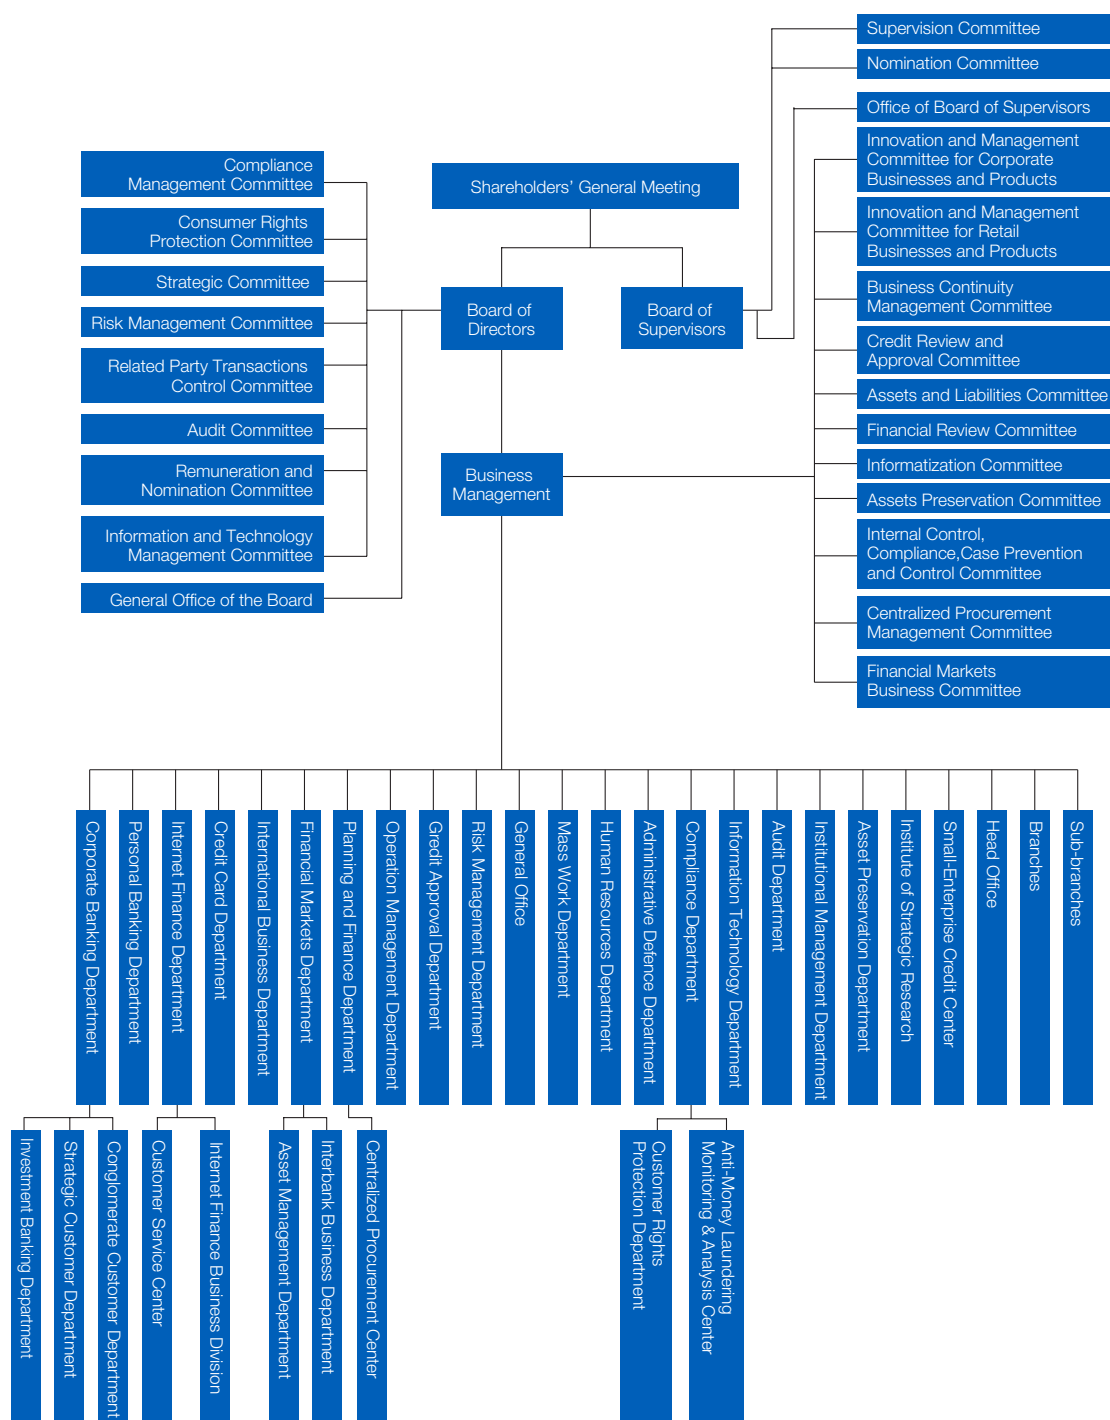 Supervision Committee
Nomination Committee
Office of Board of Supervisors
Innovation and Management
Committee for Corporate
Businesses and Products
Innovation and Management
Committee for Retail
Businesses and Products
Business Continuity
Management Committee
Credit Review and
Approval Committee
Assets and Liabilities Committee
Financial Review Committee
Informatization Committee
Assets Preservation Committee
Internal Control,
Compliance,Case Prevention
and Control Committee
Centralized Procurement
Management Committee
Financial Markets
Business Committee
Shareholders’ General Meeting
Board of
Directors
Board of
Supervisors
Business
Management
Compliance
Management Committee
Consumer Rights
Protection Committee
Strategic Committee
Risk Management Committee
Related Party Transactions
Control Committee
Audit Committee
Remuneration and
Nomination Committee
Information and Technology
Management Committee
General Office of the Board
Corporate Banking Department
Personal Banking Department
Internet Finance Department
Credit Card Department
International Business Department
Financial Markets Department
Planning and Finance Department
Operation Management Department
Gredit Approval Department
Risk Management Department
General Office
Mass Work Department
Human Resources Department
Administrative Defence Department
Compliance Department
Information Technology Department
Audit Department
Institutional Management Department
Asset Preservation Department
Institute of Strategic Research
Small-Enterprise Credit Center
Head Office
Branches
Sub-branches
Investment Banking Department
Strategic Customer Department
Conglomerate Customer Department
Customer Service Center
Internet Finance Business Division
Asset Management Department
Interbank Business Department
Centralized Procurement Center
Customer Rights
Protection Department
Anti-Money Laundering
Monitoring & Analysis Center